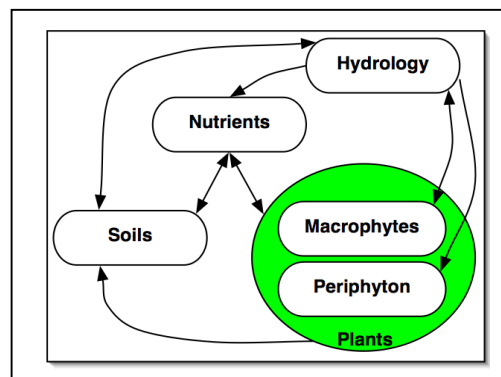 Hydrology
Nutrients
Macrophytes
Soils
Periphyton
Plants